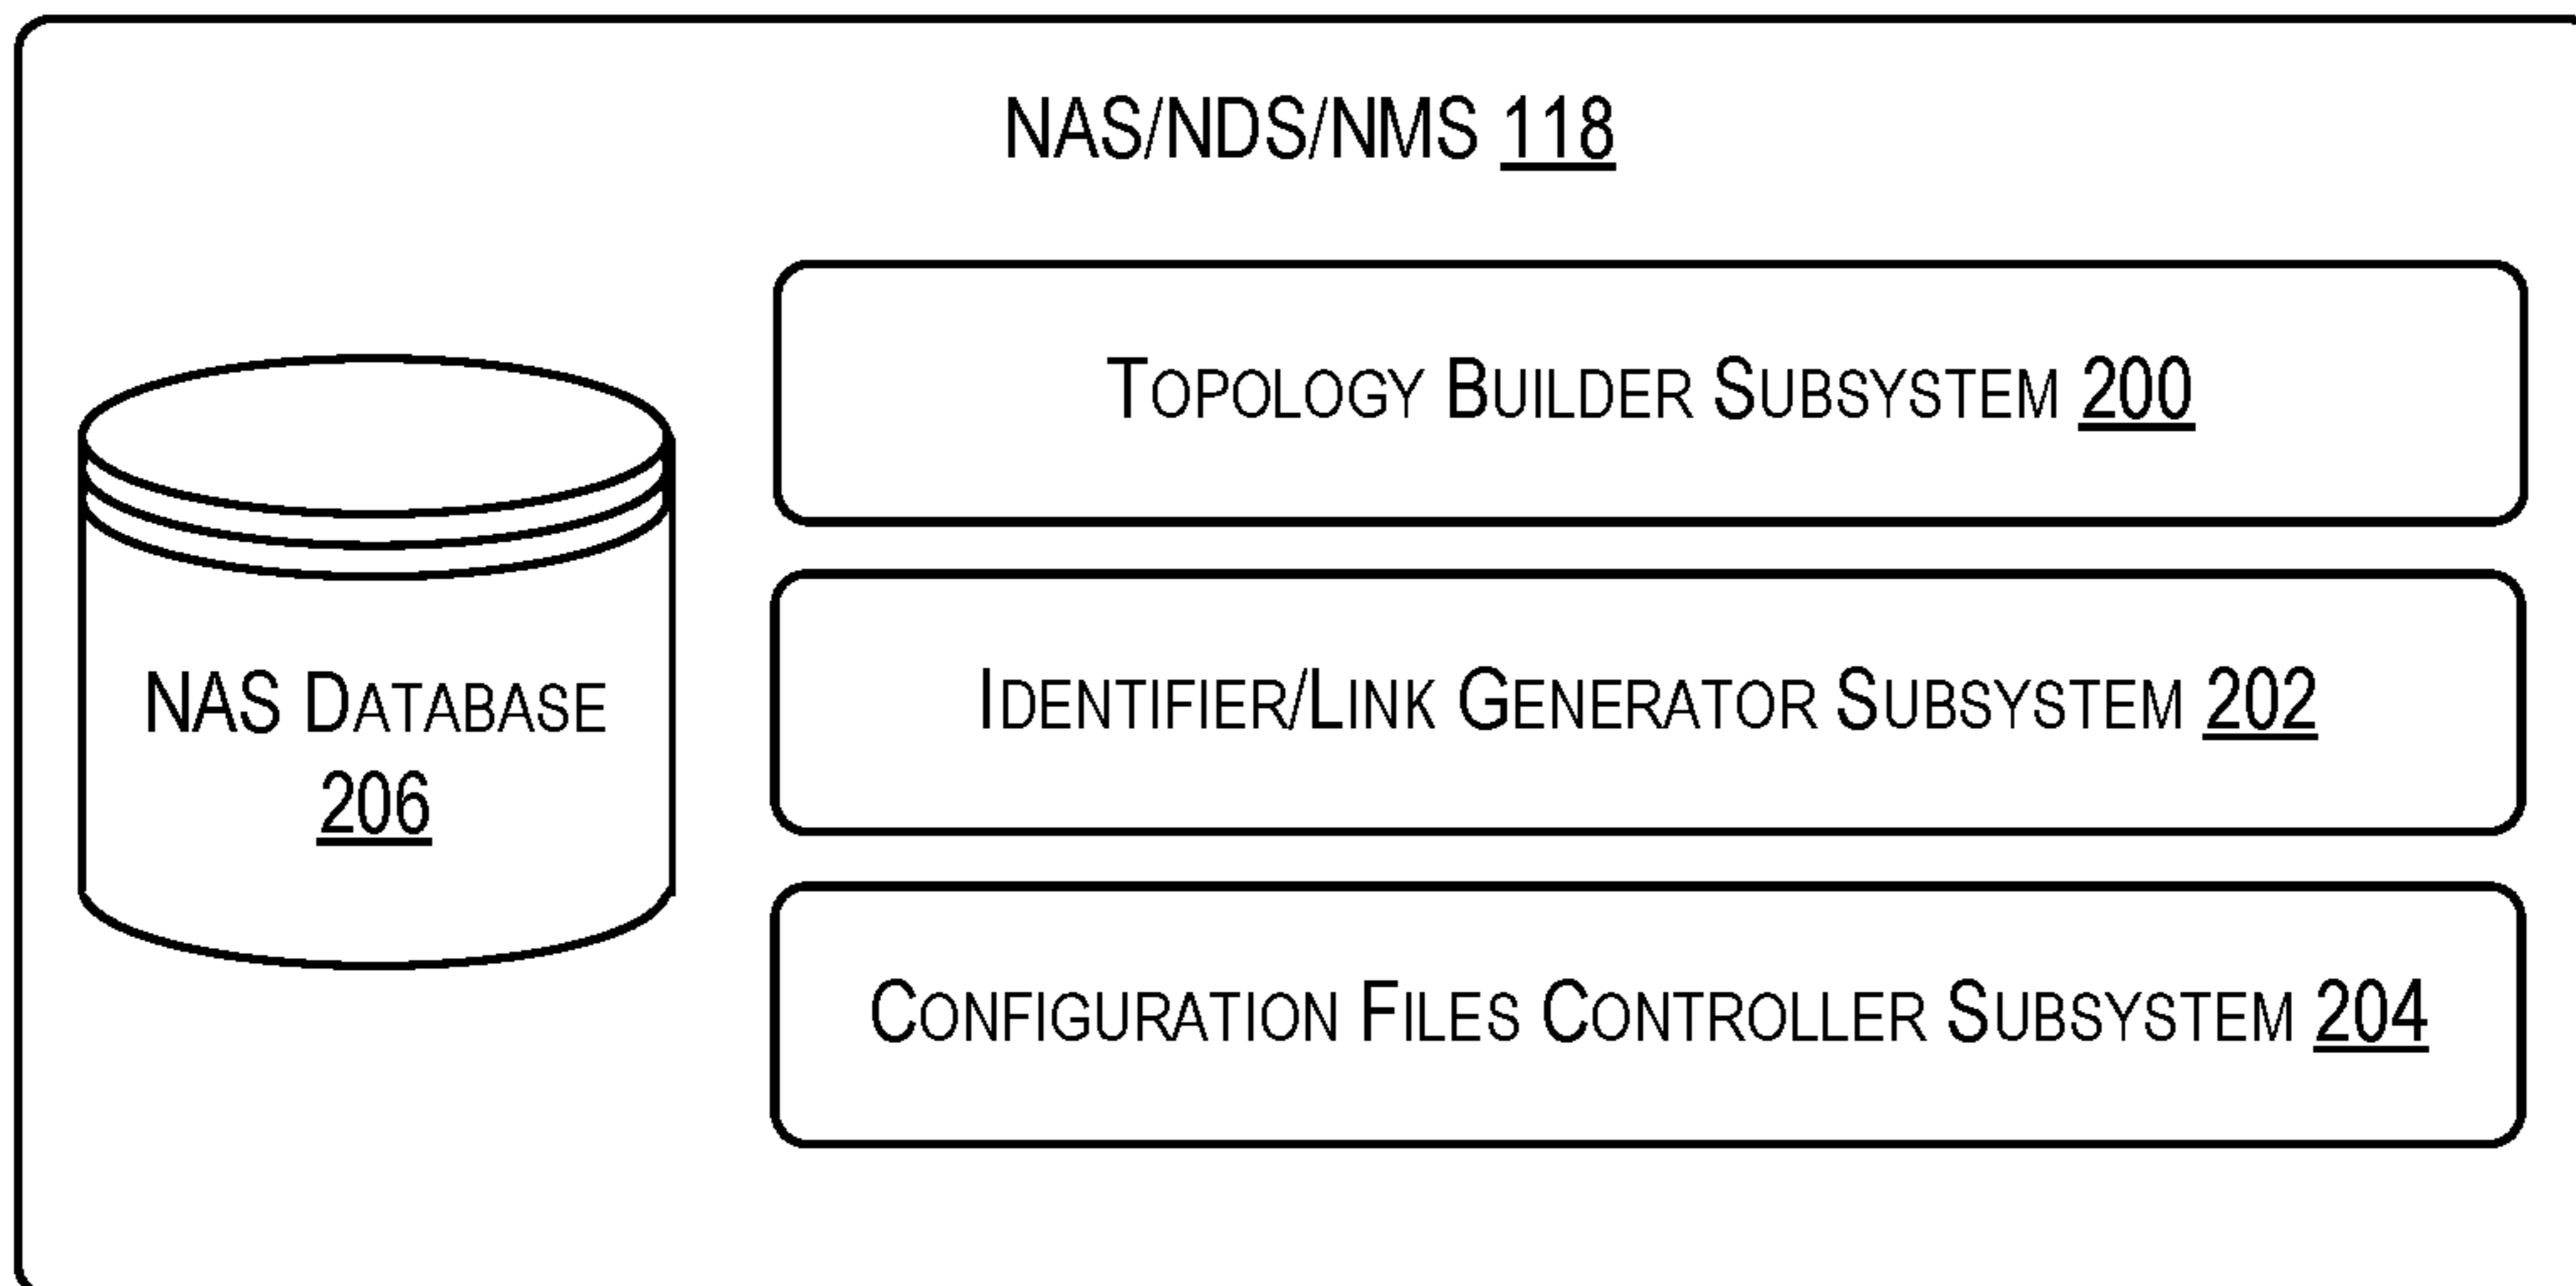 NAS/NDS/NMS 118
TOPOLOGY BUILDER SUBSYSTEM 200
IDENTIFIER/LINK GENERATOR SUBSYSTEM 202
CONFIGURATION FILES CONTROLLER SUBSYSTEM 204
NAS DATABASE
206